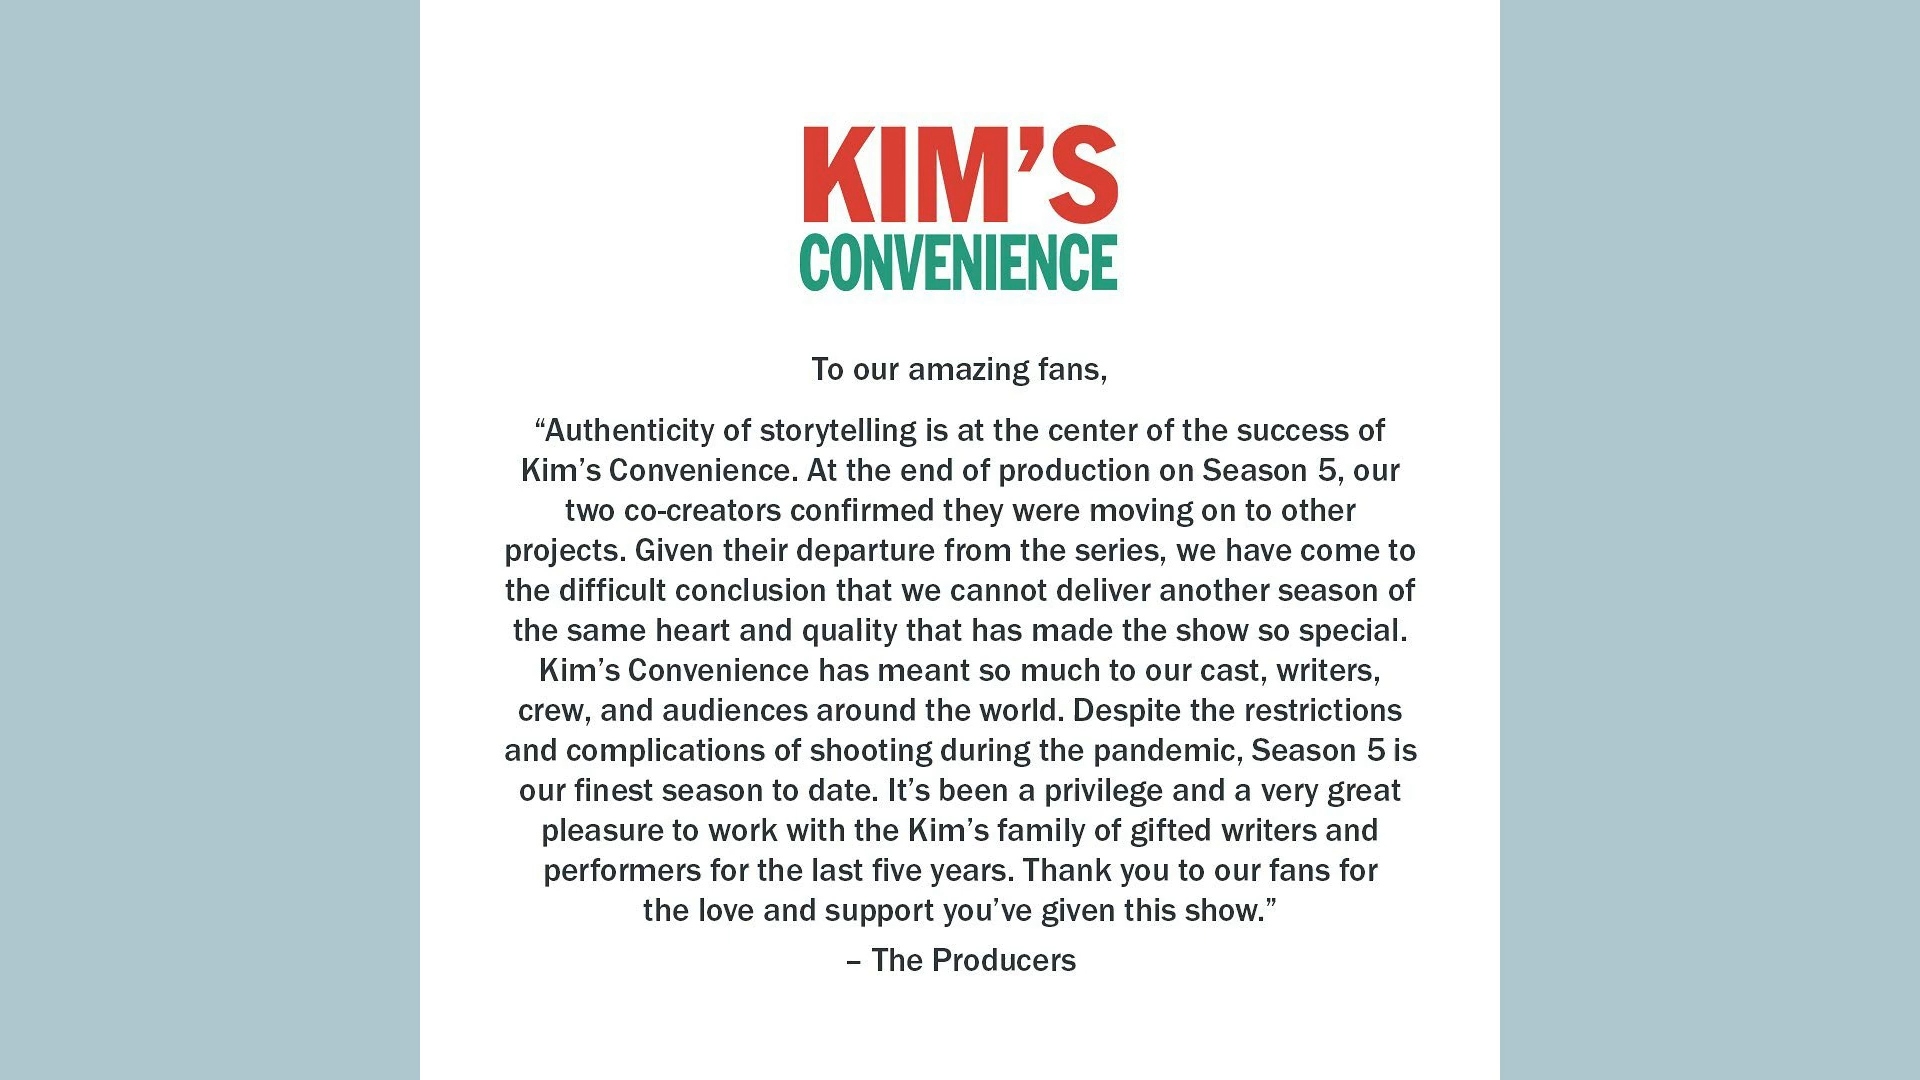 KIM’S
CONVENIENCE
To our amazing fans,
“Authenticity of storytelling is at the center of the success of
Kim’s Convenience. At the end of production on Season 5, our
two co-creators confirmed they were moving on to other
projects. Given their departure from the series, we have come to
the difficult conclusion that we cannot deliver another season of
the same heart and quality that has made the show so special.
Kim’s Convenience has meant so much to our cast, writers,
crew, and audiences around the world. Despite the restrictions
and complications of shooting during the pandemic, Season 5 is
our finest season to date. It’s been a privilege and a very great
pleasure to work with the Kim’s family of gifted writers and
performers for the last five years. Thank you to our fans for
the love and support you’ve given this show.”
– The Producers